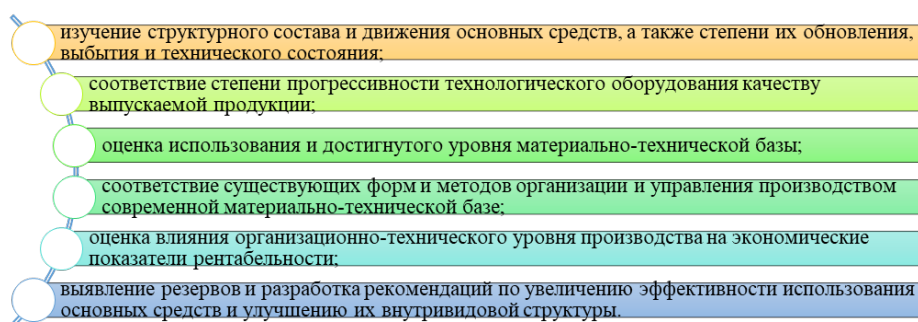 изучение структурного состава и движения основных средств, а также степени их обновления,
выбытия и технического состояния;
соответствие степени прогрессивности технологического оборудования качеству
выпускаемой продукции;
оценка использования и достигнутого уровня материально-технической базы;
соответствие существующих форм и методов организации и управления производством
современной материально-технической базе;
оценка влияния организационно-технического уровня производства на экономические
показатели рентабельности;
выявление резервов и разработка рекомендаций по увеличению эффективности использования
основных средств и улучшению их внутривидовой структуры.